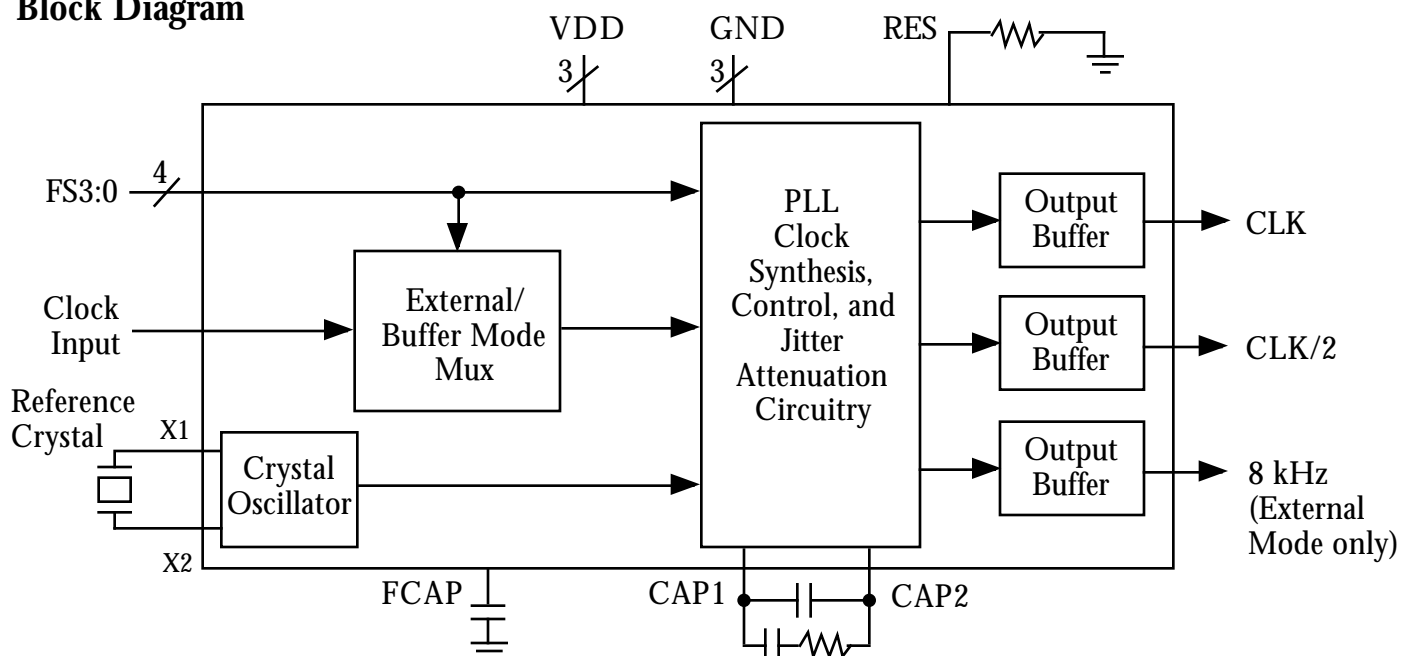 Block Diagram
VDD
GND
RES
3
3
4
FS3:0
PLL
Clock
Synthesis,
Control, and
Jitter
Attenuation
Circuitry
Output
Buffer
CLK
Clock
Input
External/
Buffer Mode
Mux
Output
Buffer
CLK/2
Reference
Crystal
X1
X2
Crystal
Oscillator
Output
Buffer
8 kHz
(External
Mode only)
FCAP
CAP1
CAP2